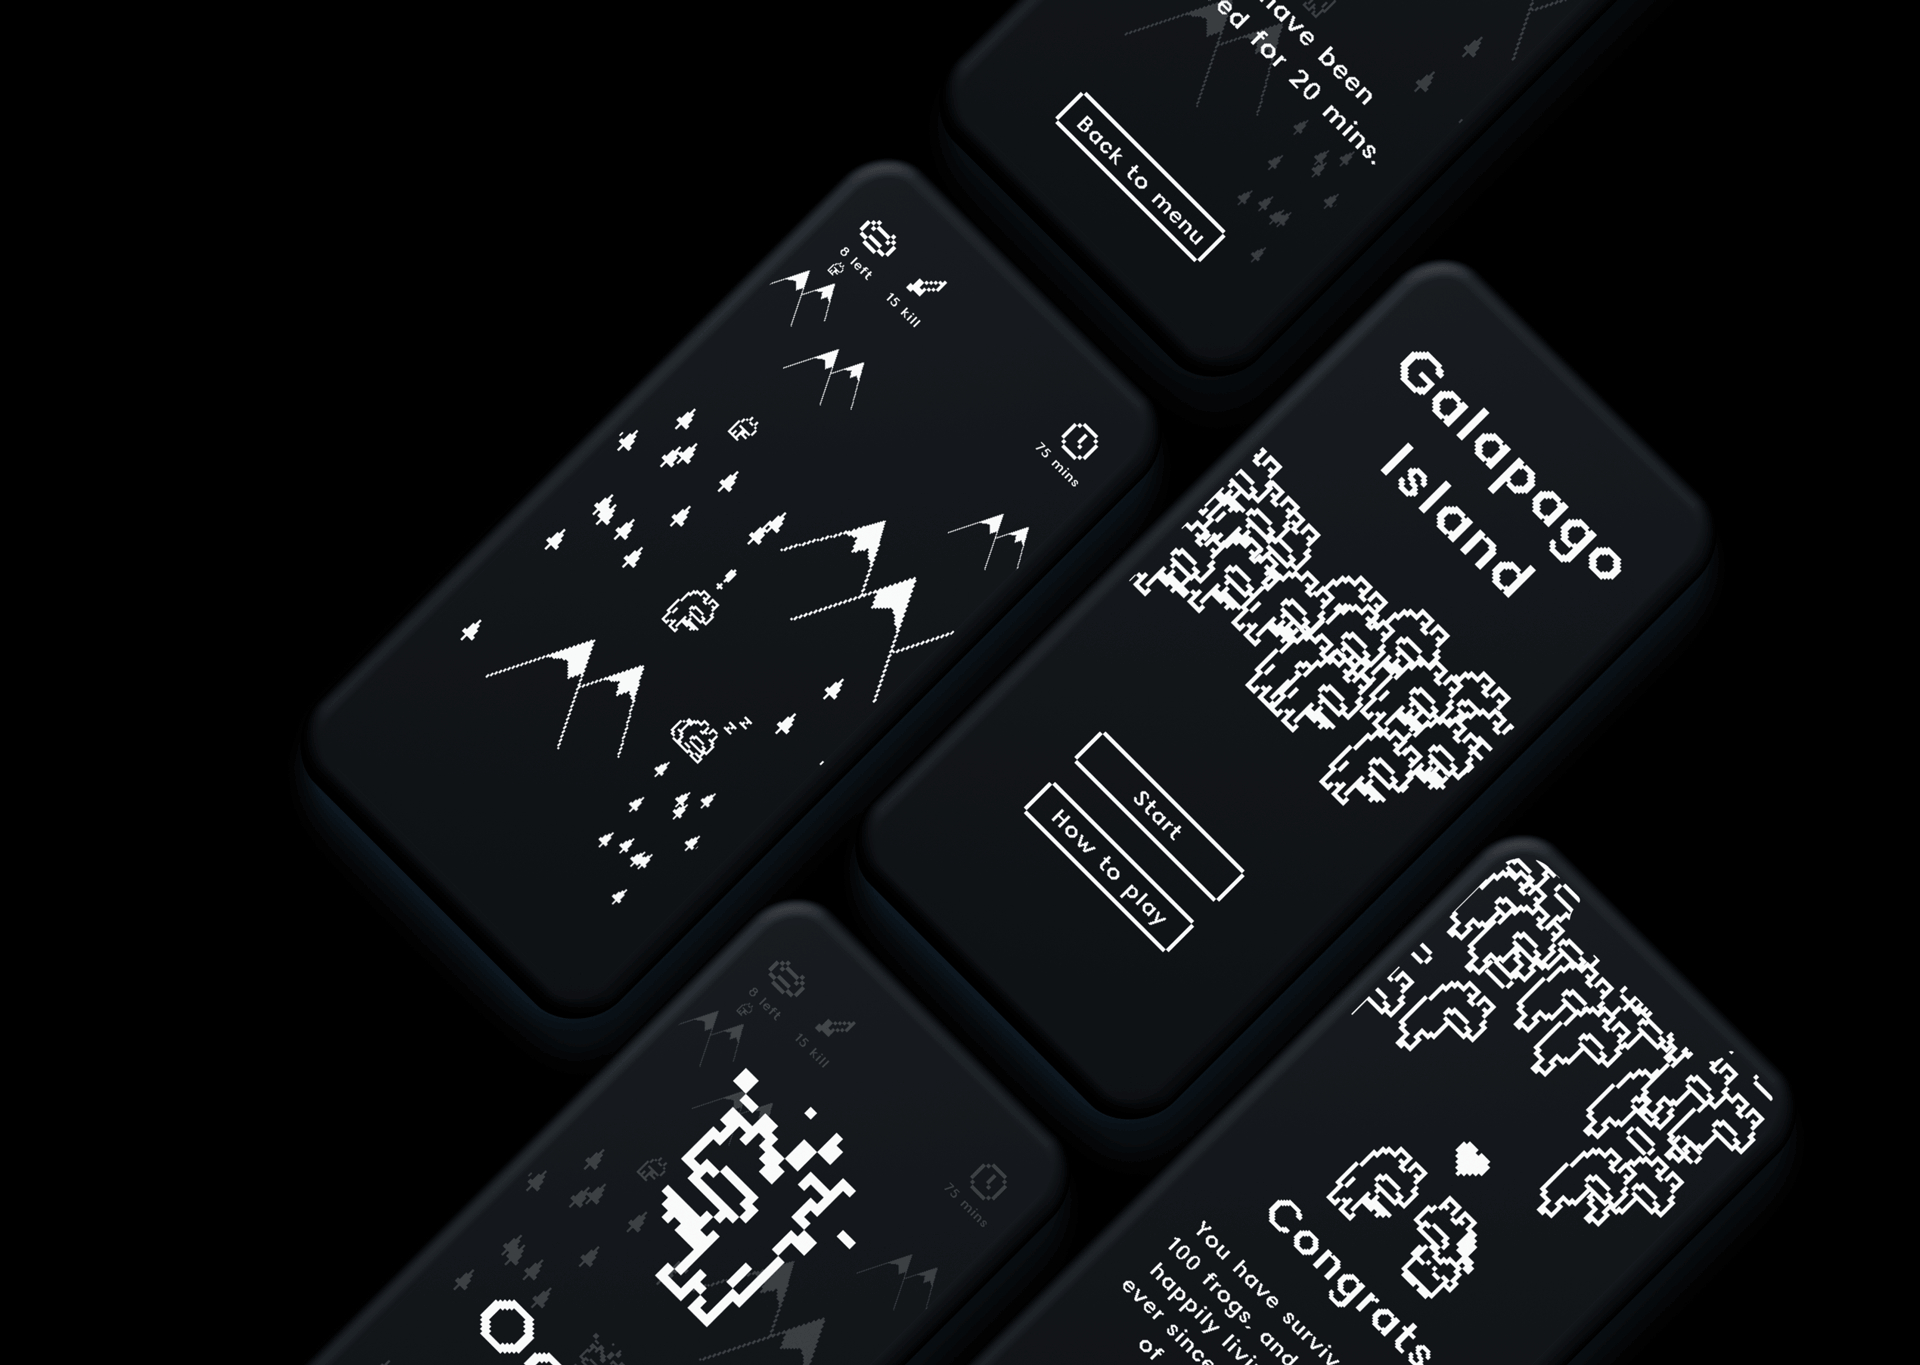 have been
ed for 20 mins.
Back to menu
8 left
15 kill
75 mins
Galapago
Island
Start
How to play
8 left
15 kill
75 mins
Congrats
You have surviv
100 frogs, and
happily livi
ever since
of